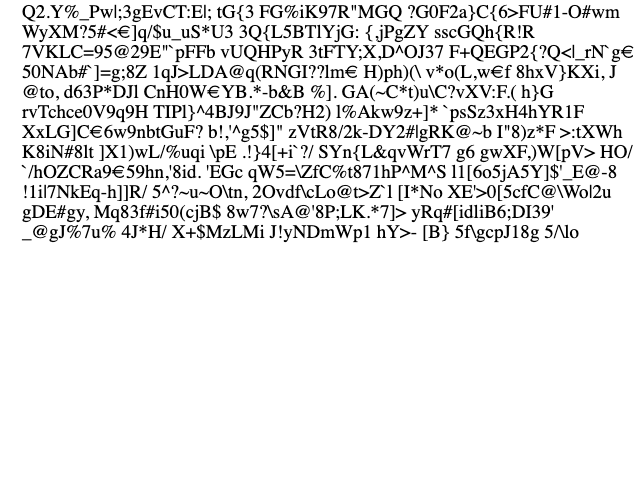 Q2.Y%_Pw|;3gEvCT:E|; tG{3 FG%iK97R"MGQ ?G0F2a}C{6>FU#1-O#wm
WyXM?5#<€]q/$u_uS*U3 3Q{L5BTlYjG: {,jPgZY sscGQh{R!R
7VKLC=95@29E"`pFFb vUQHPyR 3tFTY;X,D^OJ37 F+QEGP2{?Q<|_rN`g€
50NAb#`]=g;8Z 1qJ>LDA@q(RNGI??lm€ H)ph)(\ v*o(L,w€f 8hxV}KXi, J
@to, d63P*DJl CnH0W€YB.*-b&B %]. GA(~C*t)u\C?vXV:F.( h}G
rvTchce0V9q9H TIPl}^4BJ9J"ZCb?H2) l%Akw9z+]*`psSz3xH4hYR1F
XxLG]C€6w9nbtGuF? b!,'^g5$]" zVtR8/2k-DY2#lgRK@~b I"8)z*F >:tXWh
K8iN#8lt ]X1)wL/%uqi \pE .!}4[+i`?/ SYn{L&qvWrT7 g6 gwXF,)W[pV> HO/
`/hOZCRa9€59hn,'8id. 'EGc qW5=\ZfC%t871hP^M^S l1[6o5jA5Y]$'_E@-8
!1i|7NkEq-h]]R/ 5^?~u~O\tn, 2Ovdf\cLo@t>Z`l [I*No XE'>0[5cfC@\Wo|2u
gDE#gy, Mq83f#i50(cjB$ 8w7?\sA@'8P;LK.*7]> yRq#[idliB6;DI39'
_@gJ%7u% 4J*H/ X+$MzLMi J!yNDmWp1 hY>- [B} 5f\gcpJ18g 5/\lo